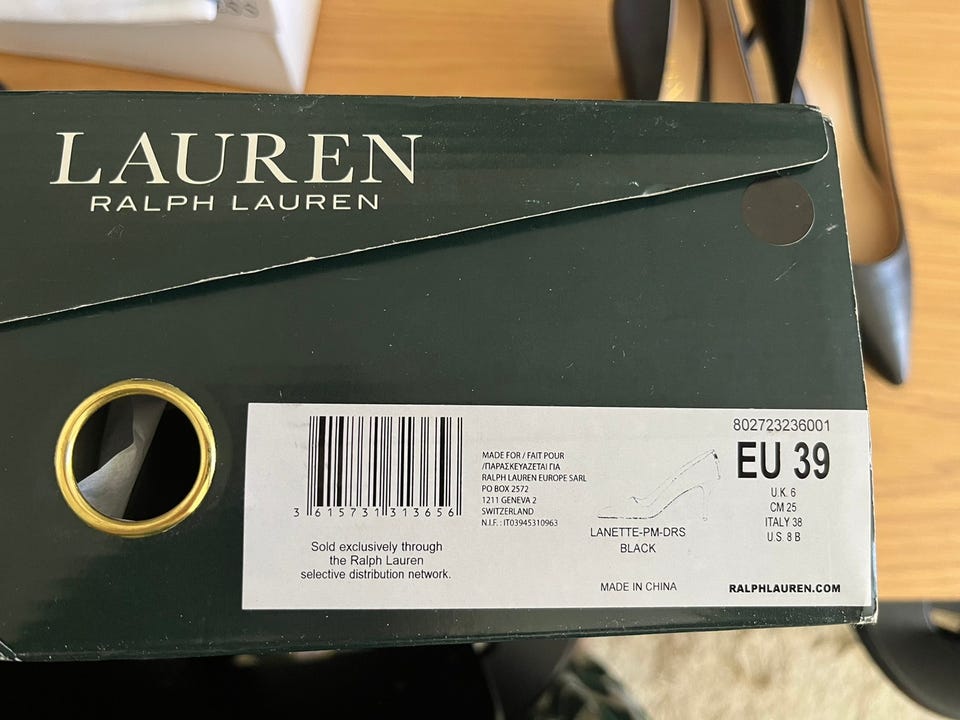 LAUREN
RALPH LAUREN
3 615731 313656
Sold exclusively through
the Ralph Lauren
selective distribution network.
MADE FOR / FAIT POUR
/ΠΑΡΑΣΚΕΥΑΖΕΤΑΙ ΓΙΑ
RALPH LAUREN EUROPE SARL
PO BOX 2572
1211 GENEVA 2
SWITZERLAND
N.I.F.: IT03945310963
LANETTE-PM-DRS
BLACK
MADE IN CHINA
802723236001
EU 39
U.K. 6
CM 25
ITALY 38
U.S. 8 B
RALPHLAUREN.COM